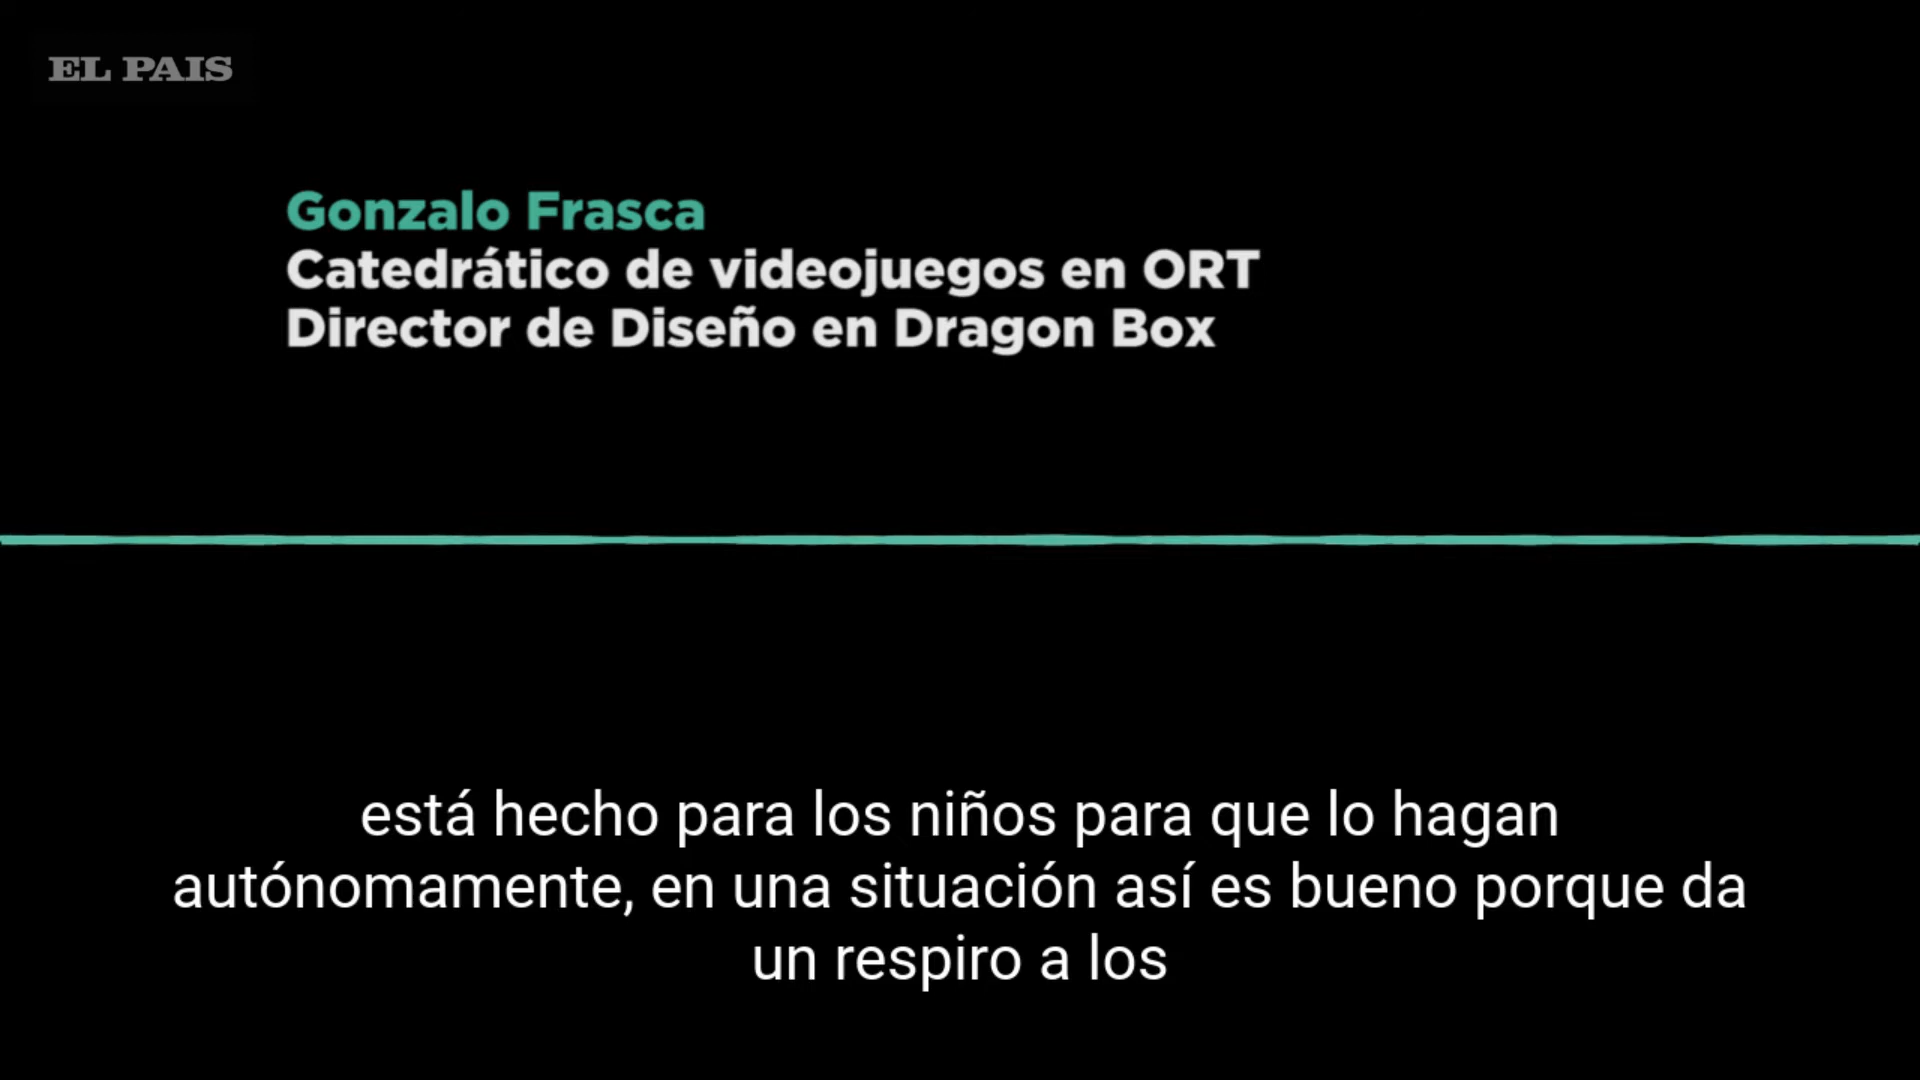 EL PAIS
Gonzalo Frasca
Catedrático de videojuegos en ORT
Director de Diseño en Dragon Box
está hecho para los niños para que lo hagan
autónomamente, en una situación así es bueno porque da
un respiro a los